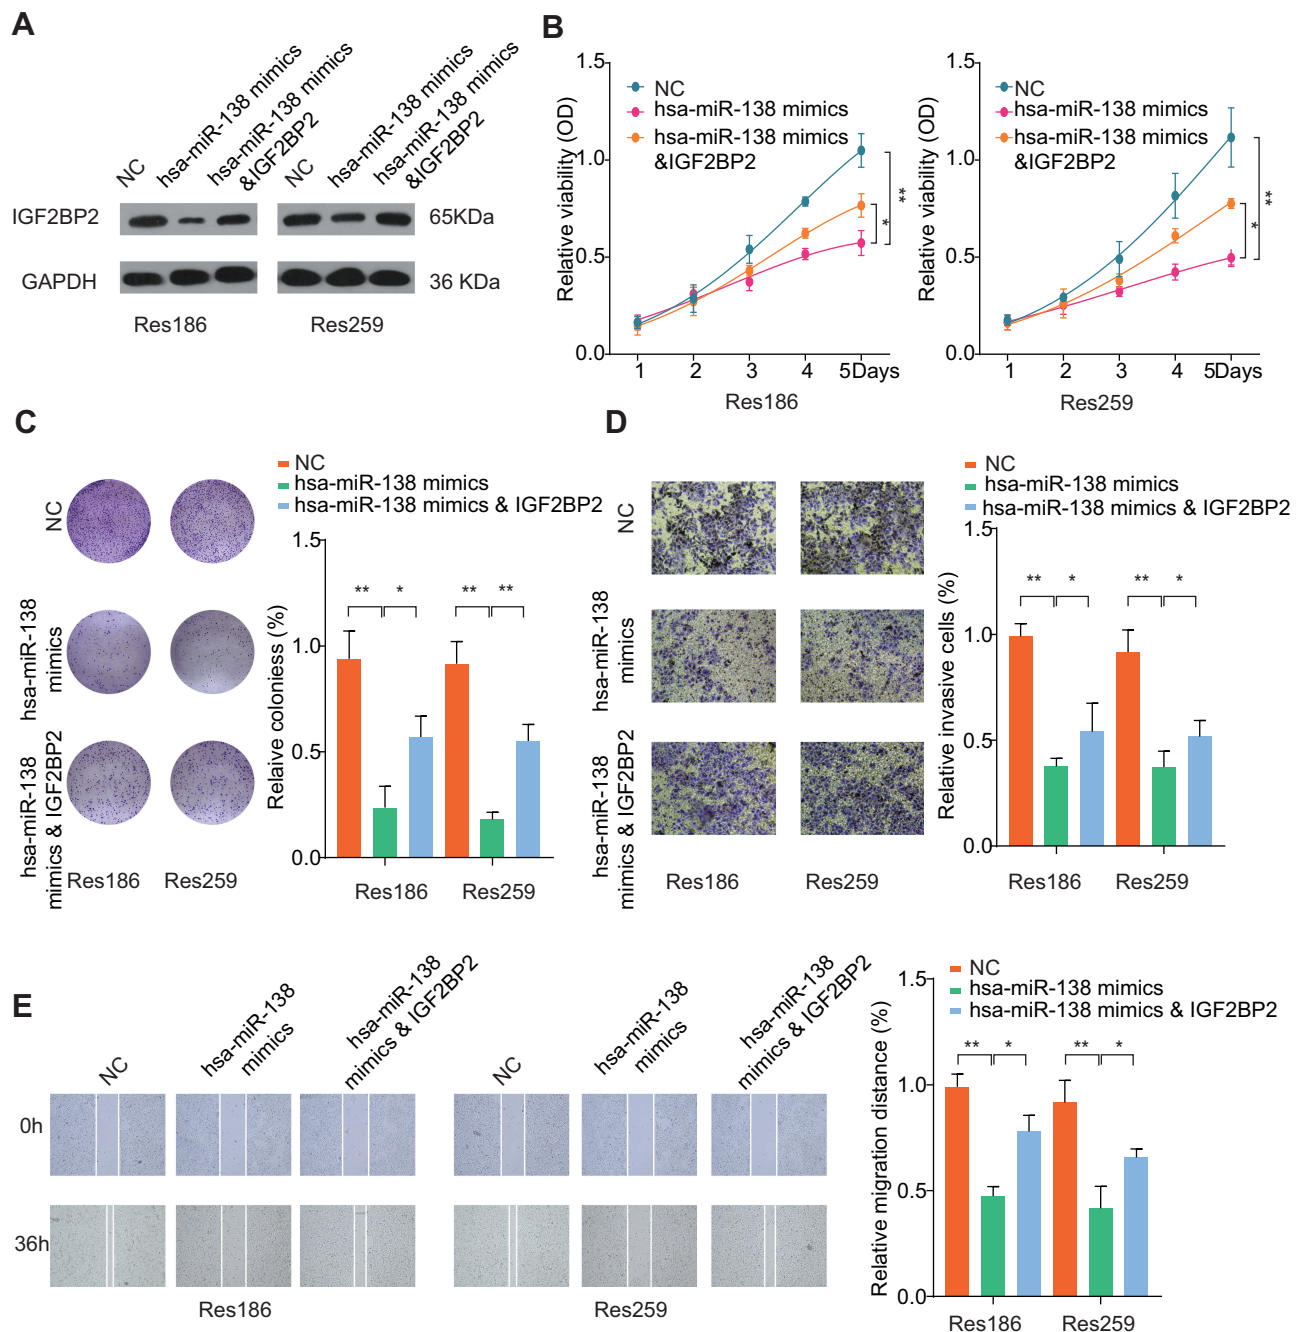 A
NC
hsa-miR-138 mimics
hsa-miR-138 mimics
&IGF2BP2
NC
hsa-miR-138 mimics
hsa-miR-138 mimics
&IGF2BP2
IGF2BP2
65KDa
GAPDH
36 KDa
Res186
Res259
B
Relative viability (OD)
1.5
1.0
0.5
0.0
NC
hsa-miR-138 mimics
hsa-miR-138 mimics
&IGF2BP2
*
**
1 2 3 4 5Days
Res186
Relative viability (OD)
1.5
1.0
0.5
0.0
NC
hsa-miR-138 mimics
hsa-miR-138 mimics
&IGF2BP2
*
**
1 2 3 4 5Days
Res259
C
NC
hsa-miR-138
mimics
hsa-miR-138
mimics & IGF2BP2
Res186 Res259
NC
hsa-miR-138 mimics
hsa-miR-138 mimics & IGF2BP2
Relaive coloniess (%)
1.5
1.0
0.5
0.0
** * ** **
Res186 Res259
D
NC
hsa-miR-138
mimics
hsa-miR-138
mimics & IGF2BP2
Res186 Res259
NC
hsa-miR-138 mimics
hsa-miR-138 mimics & IGF2BP2
Relative invasive cells (%)
1.5
1.0
0.5
0.0
** * ** *
Res186 Res259
E
NC
hsa-miR-138
mimics
hsa-miR-138
mimics & IGF2BP2
NC
hsa-miR-138
mimics
hsa-miR-138
mimics & IGF2BP2
0h
36h
Res186
Res259
NC
hsa-miR-138 mimics
hsa-miR-138 mimics & IGF2BP2
Relative migration distance (%)
1.5
1.0
0.5
0.0
** * ** *
Res186 Res259